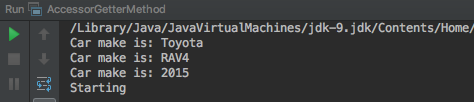 Run AccessorGetterMethod
/Library/Java/JavaVirtualMachines/jdk-9.jdk/Contents/Home/
Car make is: Toyota
Car make is: RAV4
Car make is: 2015
Starting